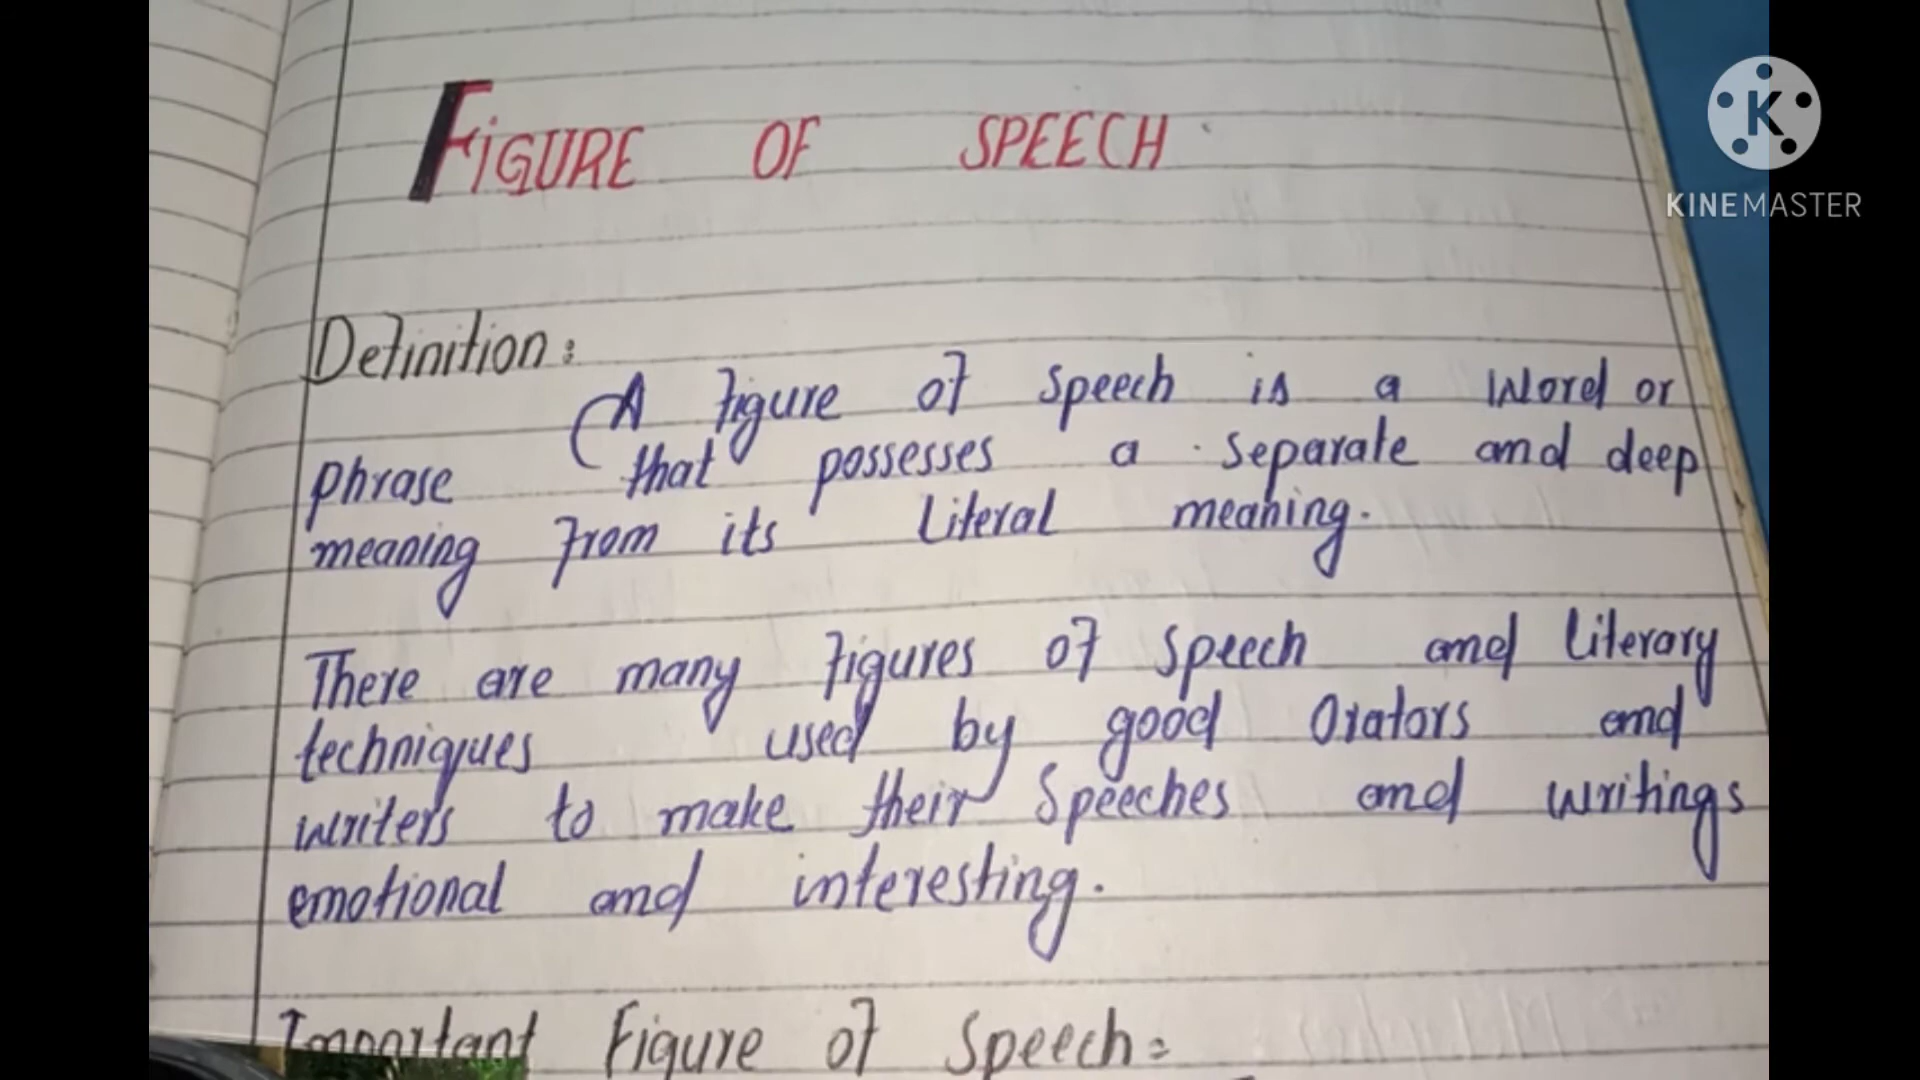 FiGURE OF SPEECH
K
KINEMASTER
Definition:
A figure of speech is a word or
phrase that possesses a separate and deep
meaning from its literal meaning.
There are many figures of speech and literary
techniques used by good Orators and
writers to make their speeches and writings
emotional and interesting.
Important Figure of Speech: